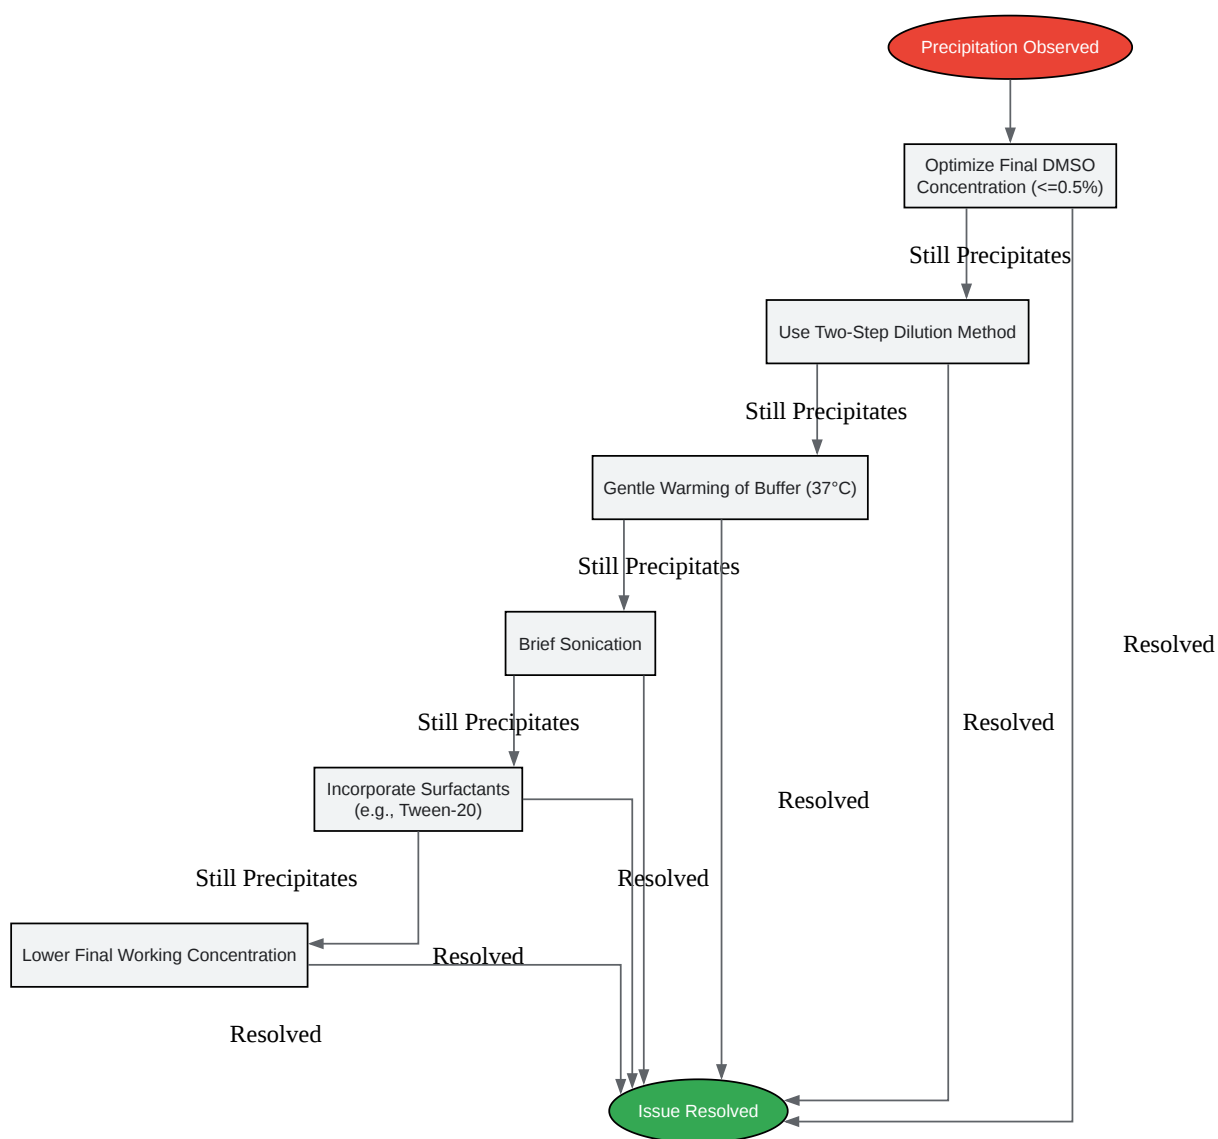 Precipitation Observed
Optimize Final DMSO
Concentration (<=0.5%)
Still Precipitates
Use Two-Step Dilution Method
Still Precipitates
Gentle Warming of Buffer (37°C)
Still Precipitates
Brief Sonication
Resolved
Still Precipitates
Resolved
Incorporate Surfactants
(e.g., Tween-20)
Resolved
Still Precipitates
Resolved
Lower Final Working Concentration
Resolved
Resolved
Issue Resolved